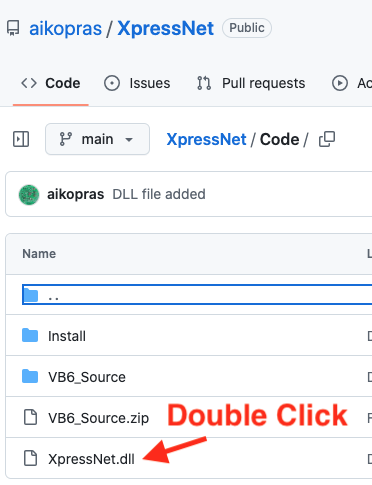 aikopras / XpressNet Public
<> Code Issues Pull requests Ac
main XpressNet / Code /
aikopras DLL file added
Name L
..
Install D
VB6_Source D
VB6_Source.zip F
Double Click
XpressNet.dll D